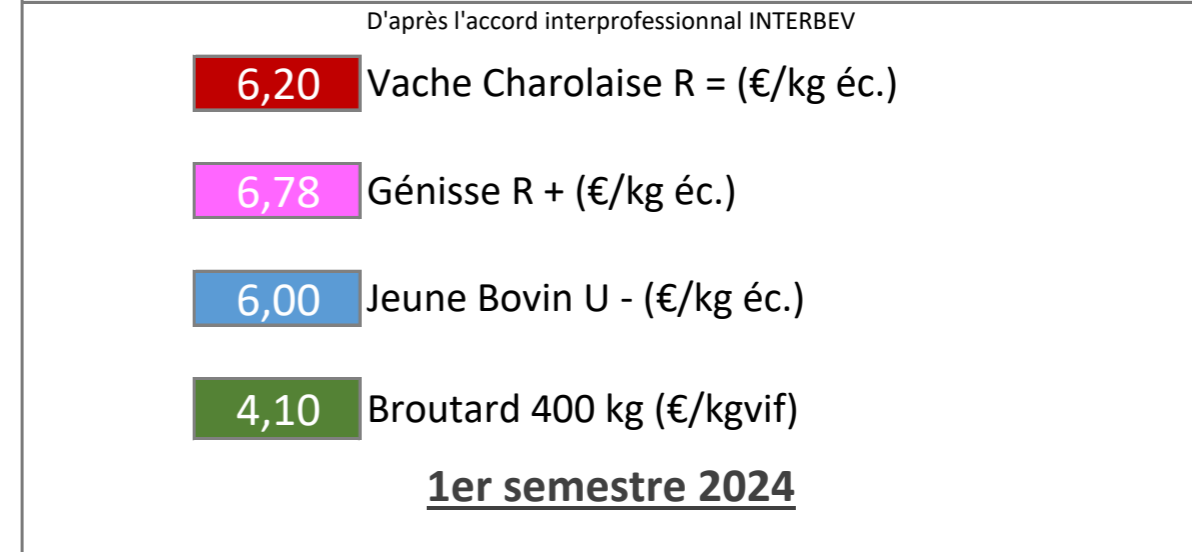 D'après l'accord interprofessionnal INTERBEV
6,20 Vache Charolaise R = (€/kg éc.)
6,78 Génisse R + (€/kg éc.)
6,00 Jeune Bovin U - (€/kg éc.)
4,10 Broutard 400 kg (€/kgvif)
1er semestre 2024